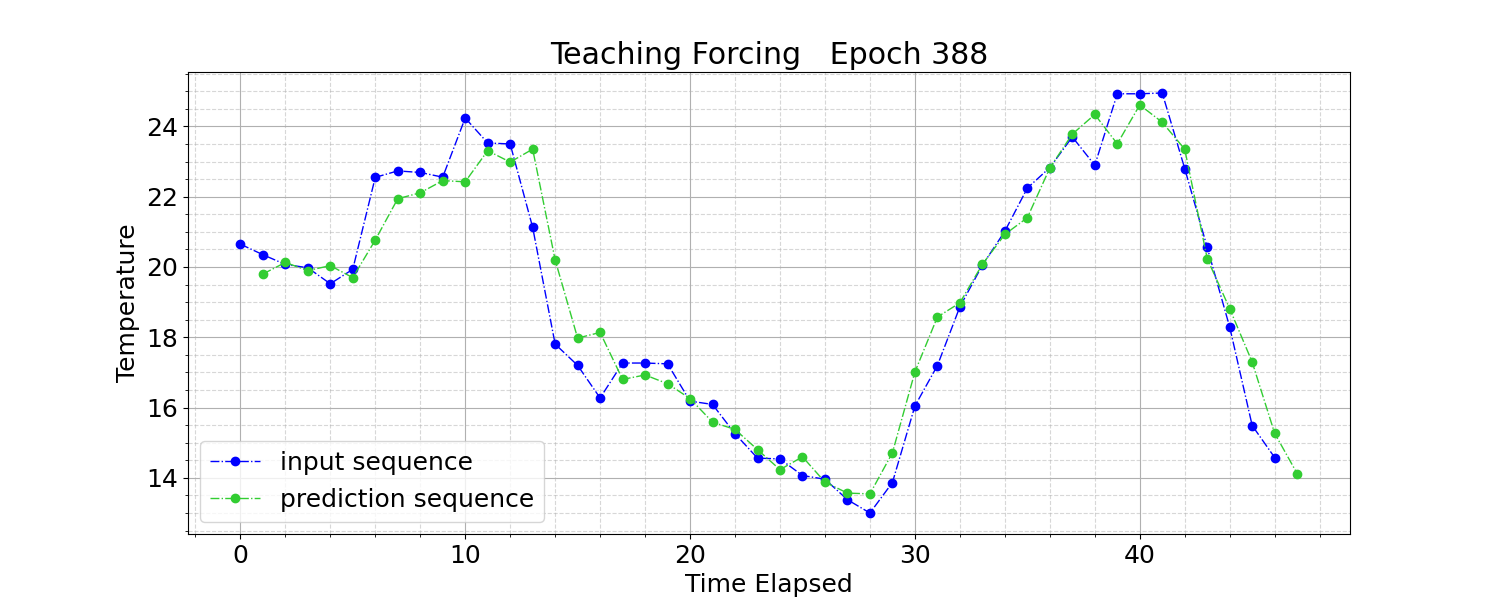 Teaching Forcing   Epoch 388
Temperature
24
22
20
18
16
14
input sequence
prediction sequence
0 10 20 30 40
Time Elapsed